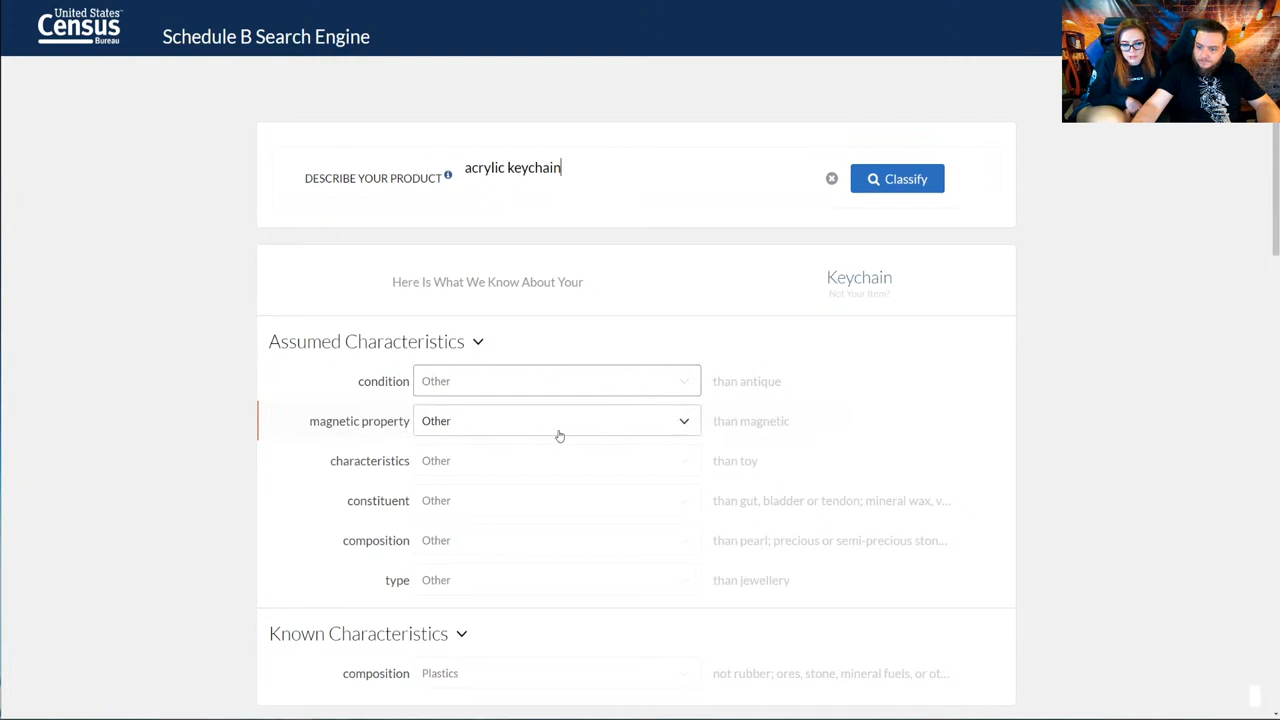 United States™
Census
Bureau
Schedule B Search Engine
DESCRIBE YOUR PRODUCT
acrylic keychain
Classify
Here Is What We Know About Your
Keychain
Not Your Item?
Assumed Characteristics
condition Other than antique
magnetic property Other than magnetic
characteristics Other than toy
constituent Other than gut, bladder or tendon; mineral wax, v...
composition Other than pearl; precious or semi-precious ston...
type Other than jewellery
Known Characteristics
composition Plastics not rubber; ores, stone, mineral fuels, or ot...